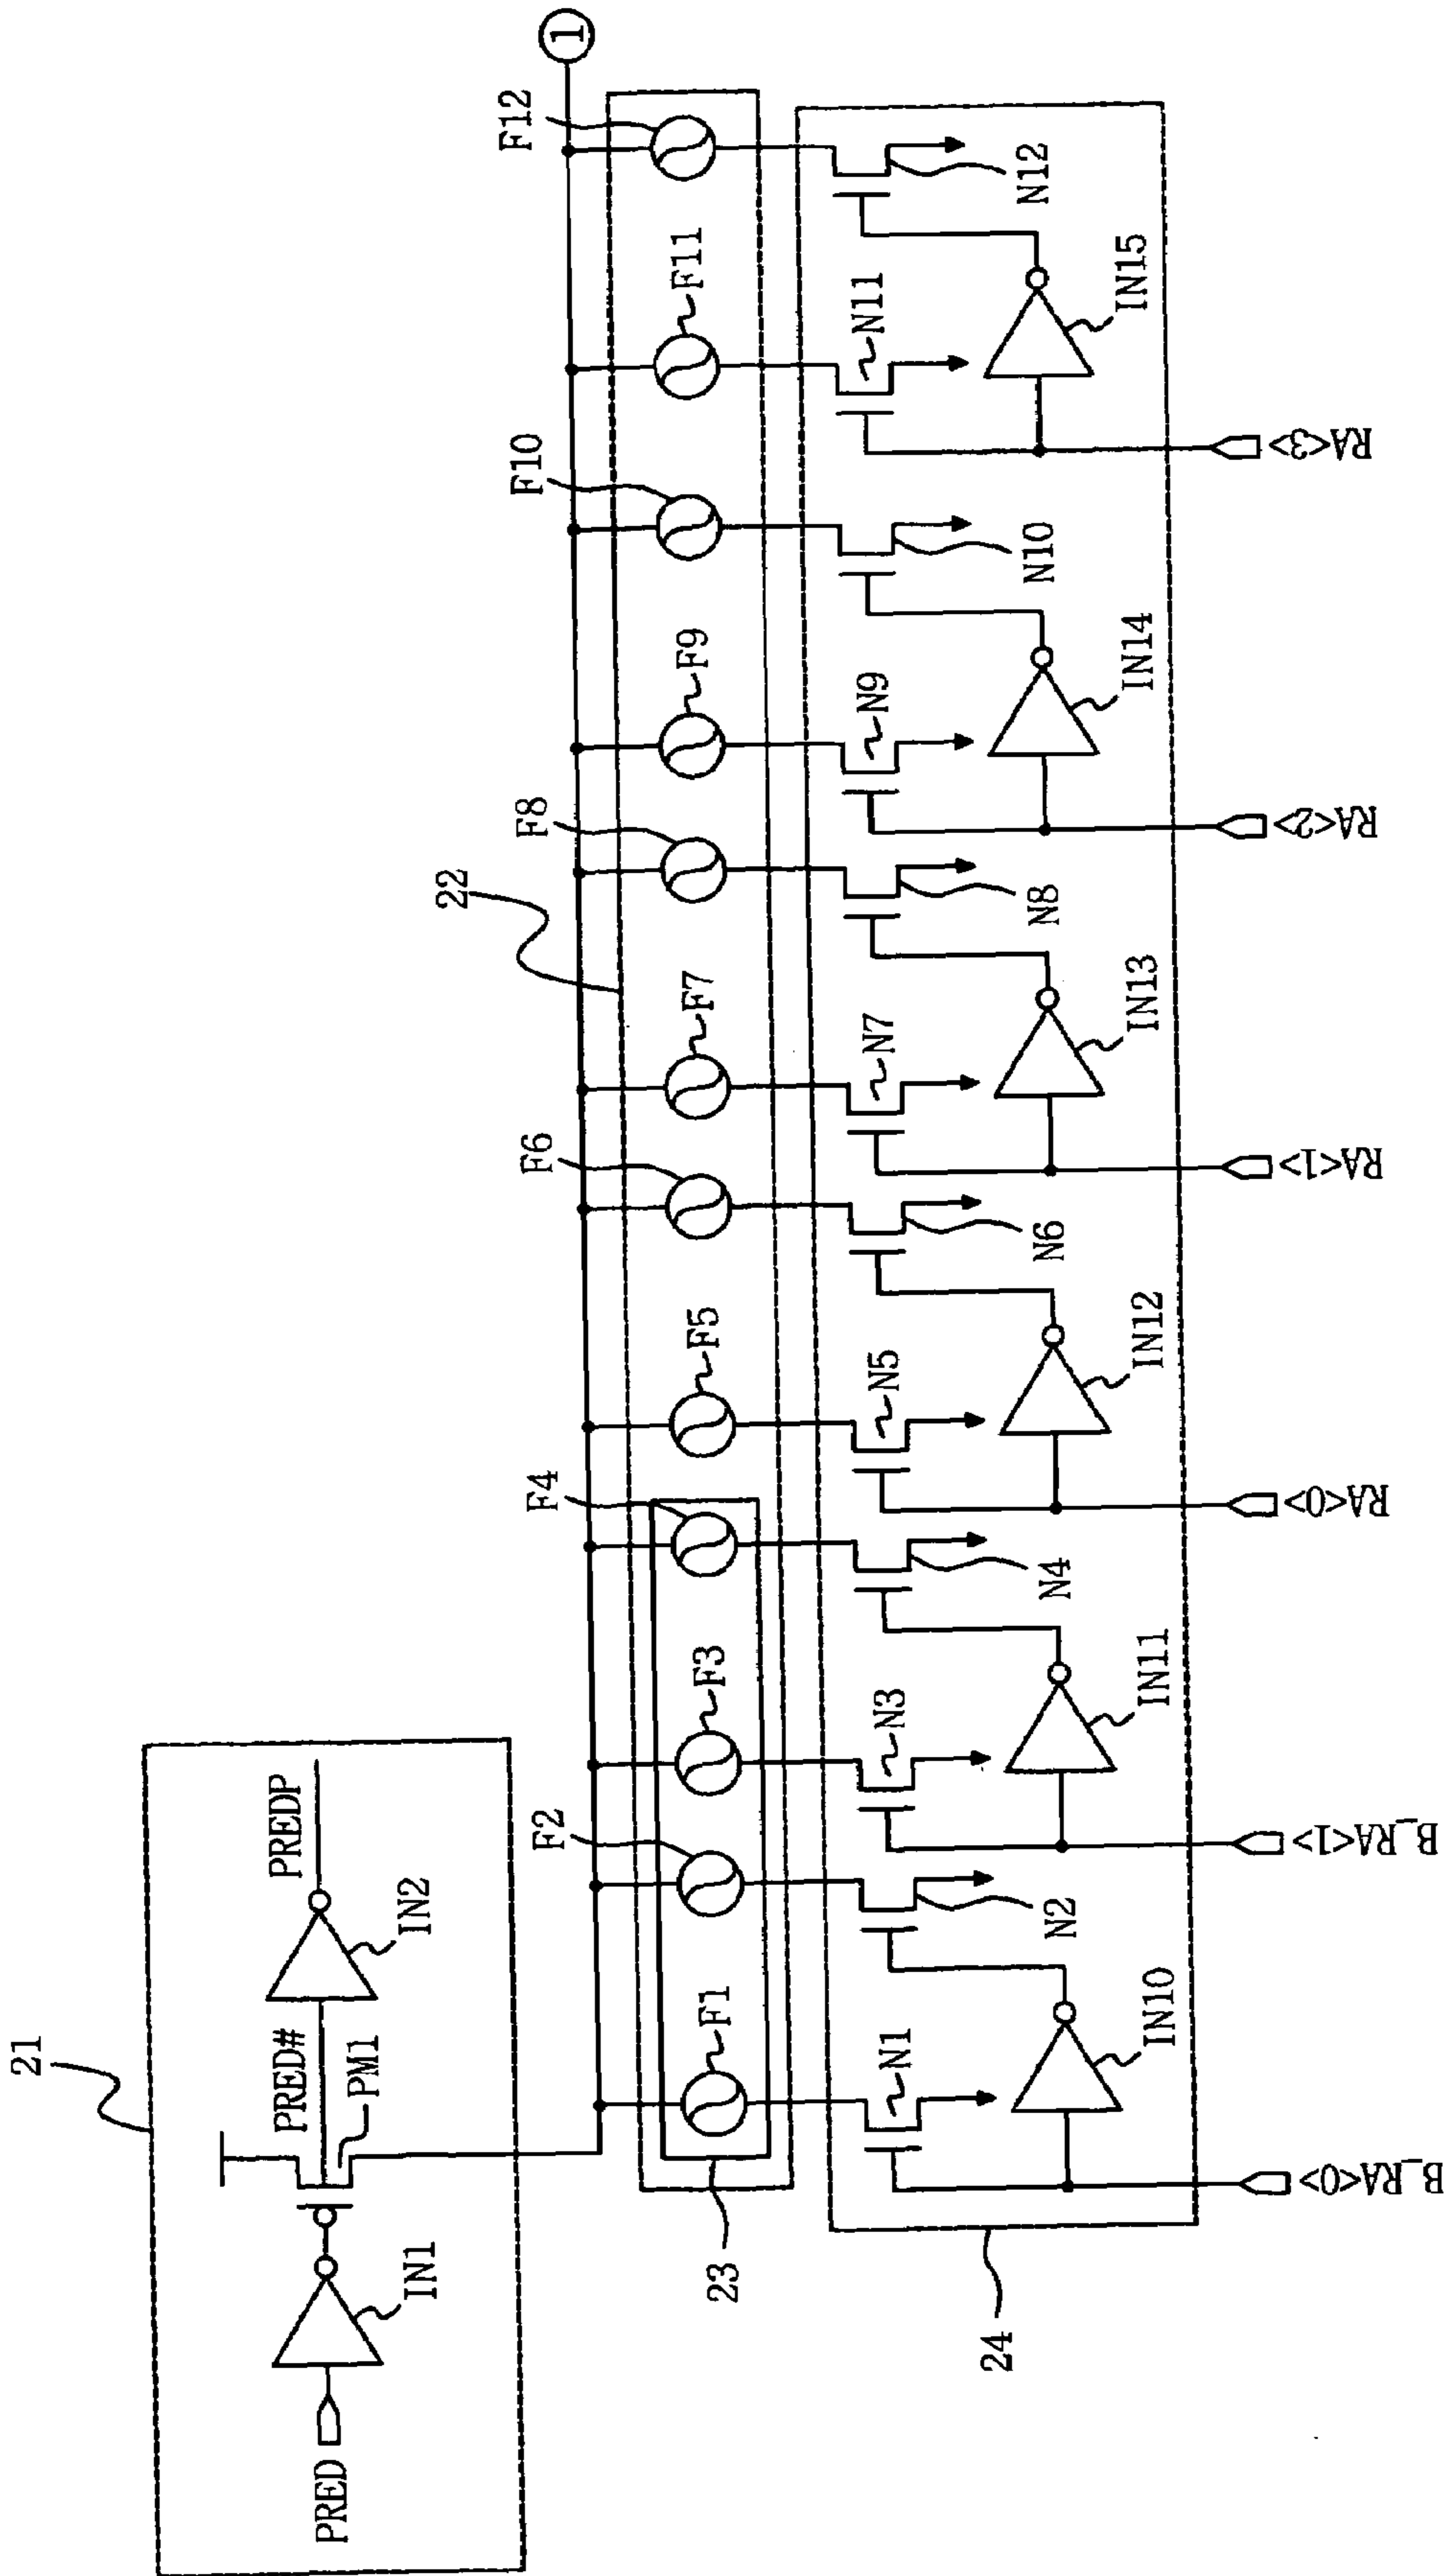 21
PRED
IN1
PRED#
PM1
IN2
PREDP
1
22
23
F1
F2
F3
F4
F5
F6
F7
F8
F9
F10
F11
F12
24
N1
N2
N3
N4
N5
N6
N7
N8
N9
N10
N11
N12
IN10
IN11
IN12
IN13
IN14
IN15
B_RA<0>
B_RA<1>
RA<0>
RA<1>
RA<2>
RA<3>